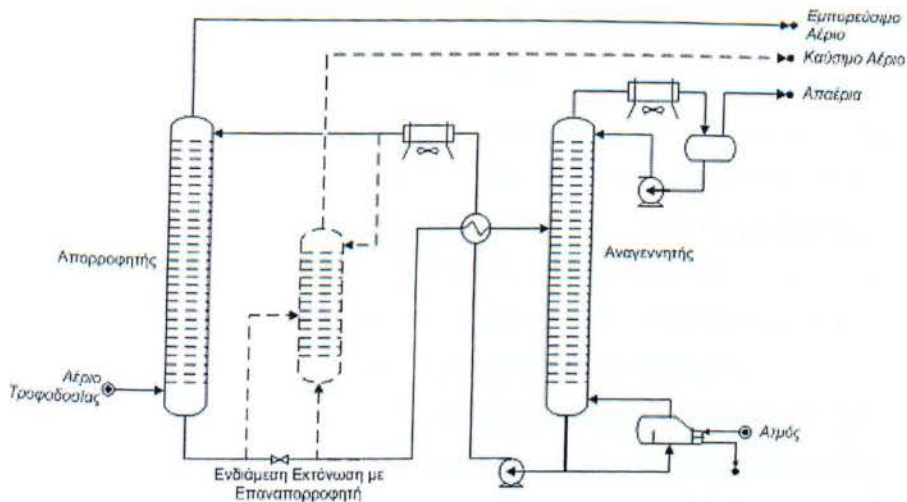 Εμπορεύσιμο
Αέριο
Καύσιμο Αέριο
Απαέρια
Απορροφητής
Αναγεννητής
Αέριο
Τροφοδοσίας
Ατμός
Ενδιάμεση Εκτόνωση με
Επαναπορροφητή